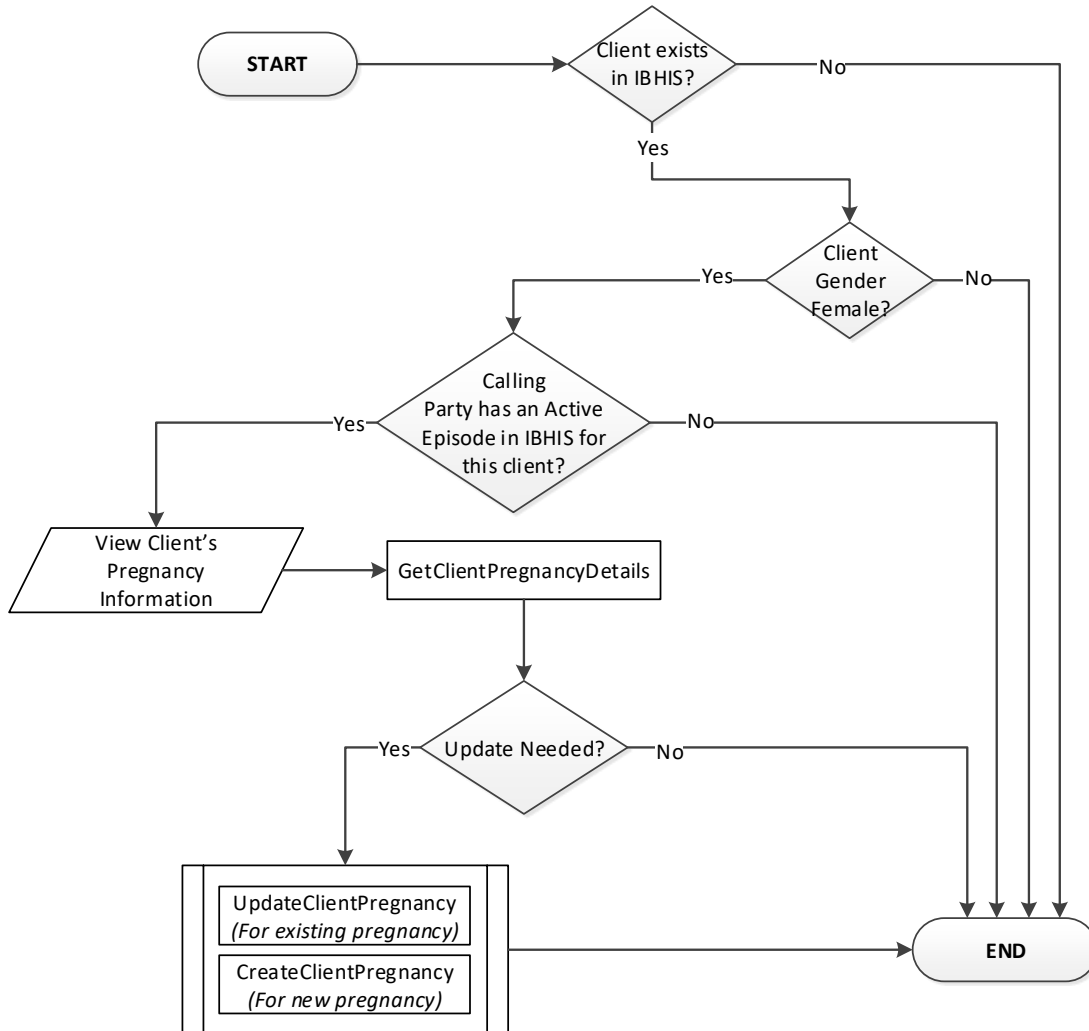 START
Client exists
in IBHIS?
No
Yes
Client
Gender
Female?
Yes
No
Calling
Party has an Active
Episode in IBHIS for
this client?
Yes
No
View Client’s
Pregnancy
Information
GetClientPregnancyDetails
Update Needed?
Yes
No
UpdateClientPregnancy
(For existing pregnancy)
CreateClientPregnancy
(For new pregnancy)
END